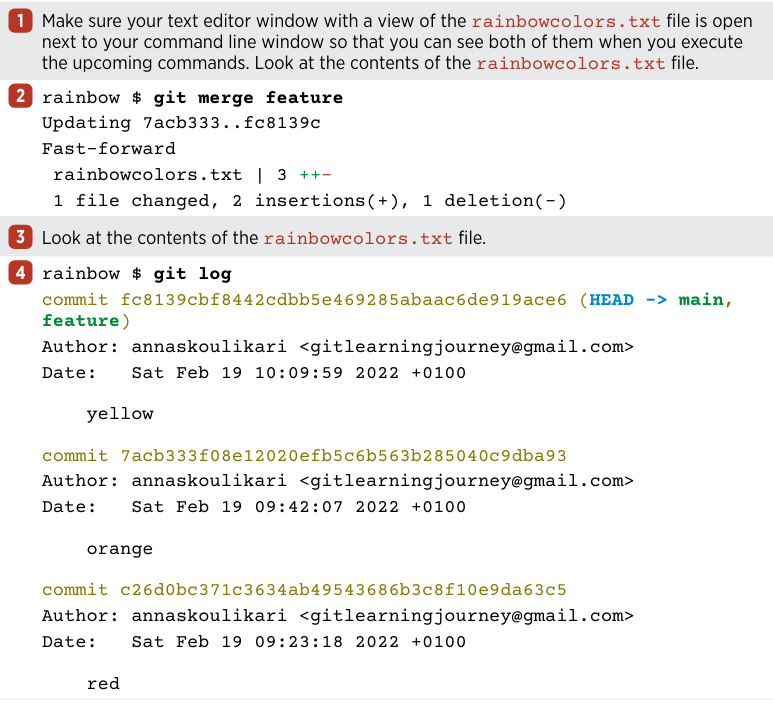 1 Make sure your text editor window with a view of the rainbowcolors.txt file is open
next to your command line window so that you can see both of them when you execute
the upcoming commands. Look at the contents of the rainbowcolors.txt file.
2 rainbow $ git merge feature
Updating 7acb333..fc8139c
Fast-forward
rainbowcolors.txt | 3 ++-
1 file changed, 2 insertions(+), 1 deletion(-)
3 Look at the contents of the rainbowcolors.txt file.
4 rainbow $ git log
commit fc8139cbf8442cdbb5e469285abaac6de919ace6 (HEAD -> main,
feature)
Author: annaskoulikari <gitlearningjourney@gmail.com>
Date:   Sat Feb 19 10:09:59 2022 +0100
yellow
commit 7acb333f08e12020efb5c6b563b285040c9dba93
Author: annaskoulikari <gitlearningjourney@gmail.com>
Date:   Sat Feb 19 09:42:07 2022 +0100
orange
commit c26d0bc371c3634ab49543686b3c8f10e9da63c5
Author: annaskoulikari <gitlearningjourney@gmail.com>
Date:   Sat Feb 19 09:23:18 2022 +0100
red